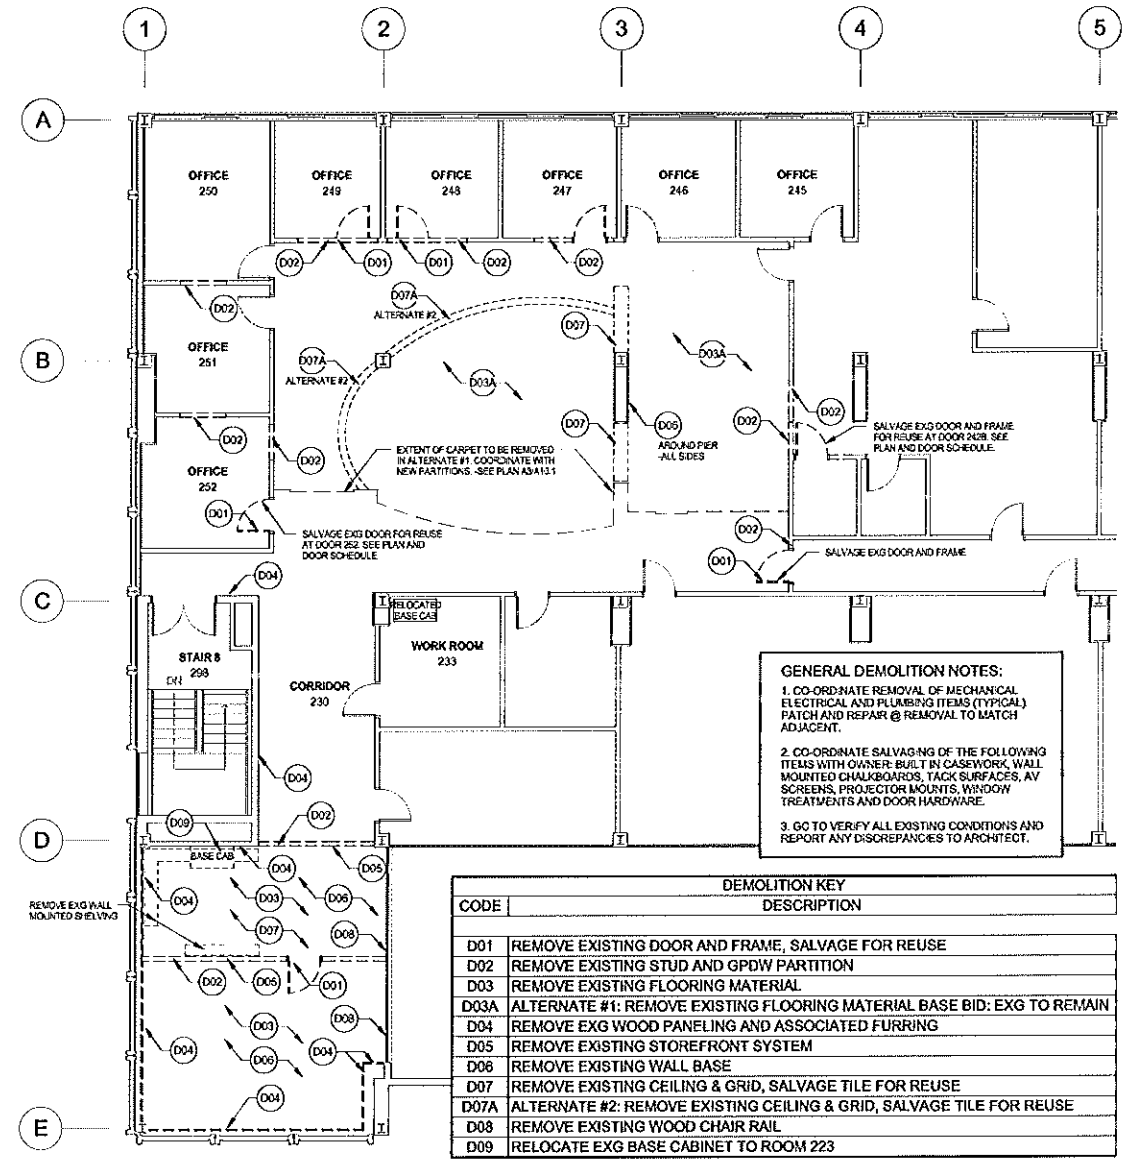 1
2
3
4
5
A
OFFICE
250
OFFICE
249
OFFICE
248
OFFICE
247
OFFICE
246
OFFICE
245
D02
D01
D01
D02
D02
D02
D07A
ALTERNATE #2
D07
D03A
B
OFFICE
251
D07A
ALTERNATE #2
D03A
D02
D07
D06
AROUND PIER
-ALL SIDES
D02
D02
SALVAGE EXG DOOR AND FRAME
FOR REUSE AT DOOR 242B. SEE
PLAN AND DOOR SCHEDULE.
D02
EXTENT OF CARPET TO BE REMOVED
IN ALTERNATE #1. COORDINATE WITH
NEW PARTITIONS. -SEE PLAN A3/A13.1
OFFICE
252
D01
SALVAGE EXG DOOR FOR REUSE
AT DOOR 252. SEE PLAN AND
DOOR SCHEDULE
D02
D01
SALVAGE EXG DOOR AND FRAME
D04
C
RELOCATED
BASE CAB
WORK ROOM
233
STAIR 8
298
DN
CORRIDOR
230
D04
GENERAL DEMOLITION NOTES:
1. CO-ORDINATE REMOVAL OF MECHANICAL
ELECTRICAL AND PLUMBING ITEMS (TYPICAL)
PATCH AND REPAIR @ REMOVAL TO MATCH
ADJACENT.
2. CO-ORDINATE SALVAGING OF THE FOLLOWING
ITEMS WITH OWNER: BUILT IN CASEWORK, WALL
MOUNTED CHALKBOARDS, TACK SURFACES, AV
SCREENS, PROJECTOR MOUNTS, WINDOW
TREATMENTS AND DOOR HARDWARE.
3. GC TO VERIFY ALL EXISTING CONDITIONS AND
REPORT ANY DISCREPANCIES TO ARCHITECT.
D09
D02
D
BASE CAB
D04
D05
D04
D03
D06
REMOVE EXG WALL
MOUNTED SHELVING
D07
D08
D02
D05
D01
D03
D08
D04
D06
D04
D04
E
DEMOLITION KEY
CODE DESCRIPTION
D01 REMOVE EXISTING DOOR AND FRAME, SALVAGE FOR REUSE
D02 REMOVE EXISTING STUD AND GPDW PARTITION
D03 REMOVE EXISTING FLOORING MATERIAL
D03A ALTERNATE #1: REMOVE EXISTING FLOORING MATERIAL BASE BID: EXG TO REMAIN
D04 REMOVE EXG WOOD PANELING AND ASSOCIATED FURRING
D05 REMOVE EXISTING STOREFRONT SYSTEM
D06 REMOVE EXISTING WALL BASE
D07 REMOVE EXISTING CEILING & GRID, SALVAGE TILE FOR REUSE
D07A ALTERNATE #2: REMOVE EXISTING CEILING & GRID, SALVAGE TILE FOR REUSE
D08 REMOVE EXISTING WOOD CHAIR RAIL
D09 RELOCATE EXG BASE CABINET TO ROOM 223